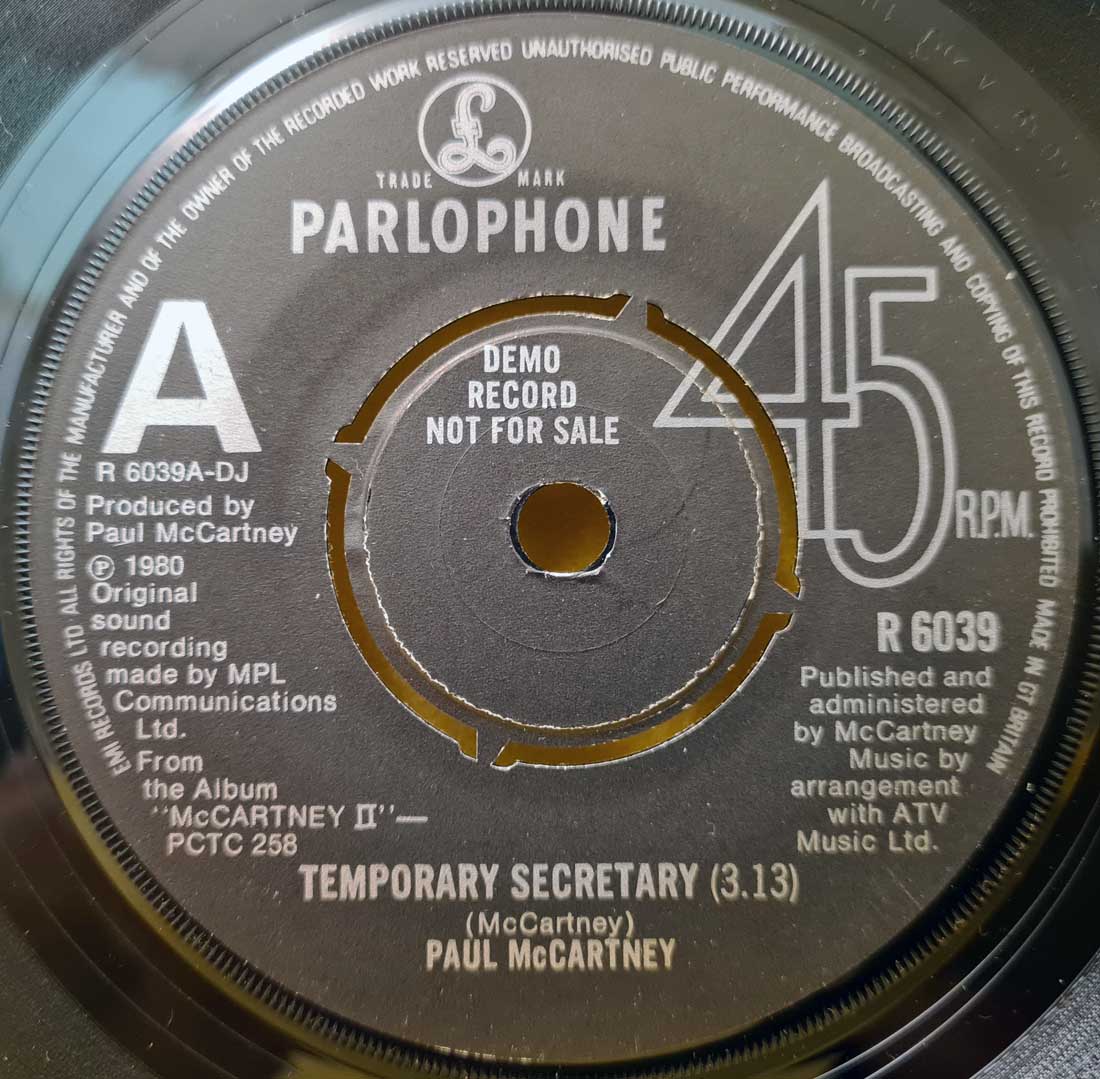 EMI RECORDS LTD ALL RIGHTS OF THE MANUFACTURER AND OF THE OWNER OF THE RECORDED WORK RESERVED UNAUTHORISED PUBLIC PERFORMANCE BROADCASTING AND COPYING OF THIS RECORD PROHIBITED MADE IN GT BRITAIN
£
TRADE MARK
PARLOPHONE
45
R.P.M.
A
DEMO
RECORD
NOT FOR SALE
R 6039A-DJ
Produced by
Paul McCartney
℗ 1980
Original
sound
recording
made by MPL
Communications
Ltd.
From
the Album
"McCARTNEY II"—
PCTC 258
R 6039
Published and
administered
by McCartney
Music by
arrangement
with ATV
Music Ltd.
TEMPORARY SECRETARY (3.13)
(McCartney)
PAUL McCARTNEY